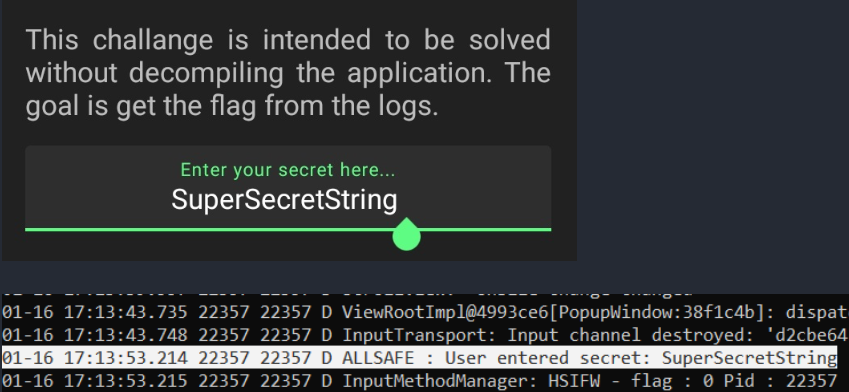 This challange is intended to be solved
without decompiling the application. The
goal is get the flag from the logs.
Enter your secret here...
SuperSecretString
01-16 17:13:43.735 22357 22357 D ViewRootImpl@4993ce6[PopupWindow:38f1c4b]: dispat
01-16 17:13:43.748 22357 22357 D InputTransport: Input channel destroyed: 'd2cbe64
01-16 17:13:53.214 22357 22357 D ALLSAFE : User entered secret: SuperSecretString
01-16 17:13:53.215 22357 22357 D InputMethodManager: HSIFW - flag : 0 Pid : 22357